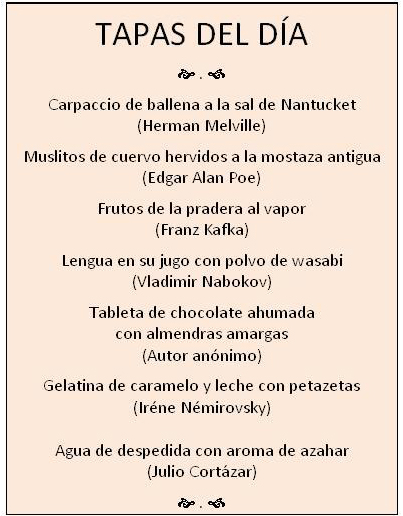 TAPAS DEL DÍA
Carpaccio de ballena a la sal de Nantucket
(Herman Melville)
Muslitos de cuervo hervidos a la mostaza antigua
(Edgar Alan Poe)
Frutos de la pradera al vapor
(Franz Kafka)
Lengua en su jugo con polvo de wasabi
(Vladimir Nabokov)
Tableta de chocolate ahumada
con almendras amargas
(Autor anónimo)
Gelatina de caramelo y leche con petazetas
(Iréne Némirovsky)
Agua de despedida con aroma de azahar
(Julio Cortázar)